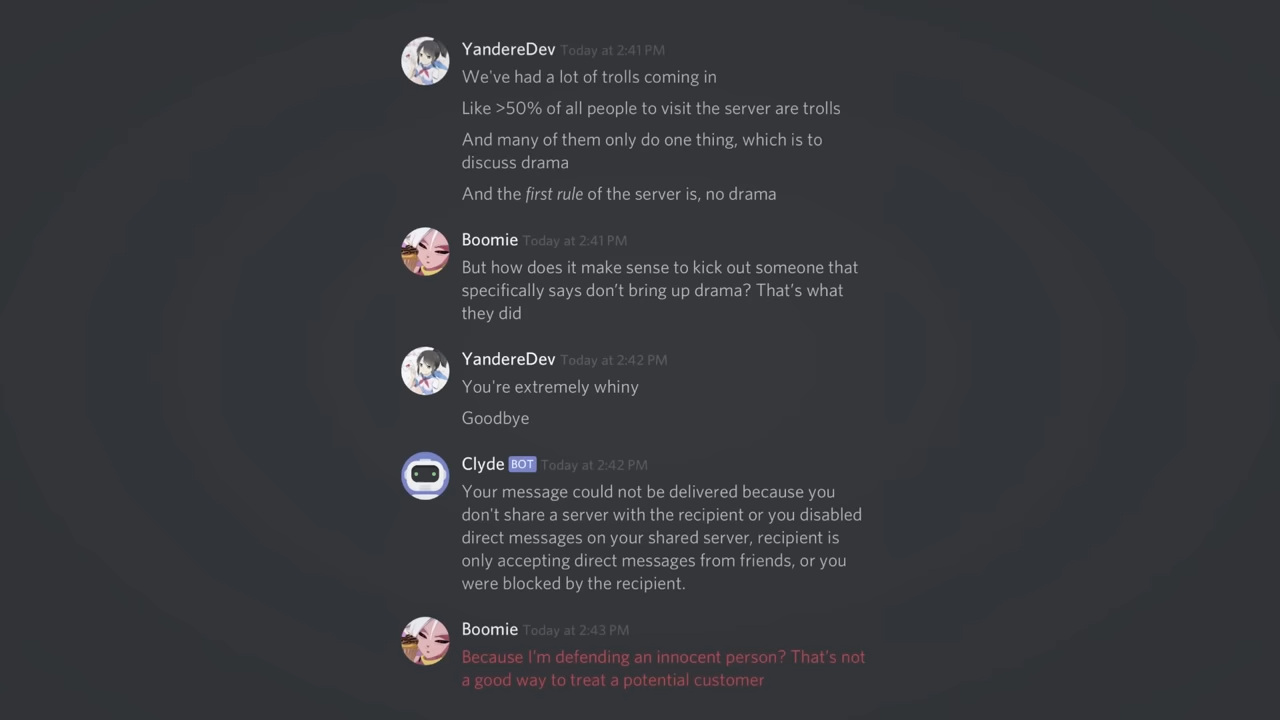 YandereDev Today at 2:41 PM
We've had a lot of trolls coming in
Like >50% of all people to visit the server are trolls
And many of them only do one thing, which is to
discuss drama
And the first rule of the server is, no drama
Boomie Today at 2:41 PM
But how does it make sense to kick out someone that
specifically says don't bring up drama? That's what
they did
YandereDev Today at 2:42 PM
You're extremely whiny
Goodbye
Clyde BOT Today at 2:42 PM
Your message could not be delivered because you
don't share a server with the recipient or you disabled
direct messages on your shared server, recipient is
only accepting direct messages from friends, or you
were blocked by the recipient.
Boomie Today at 2:43 PM
Because I'm defending an innocent person? That's not
a good way to treat a potential customer